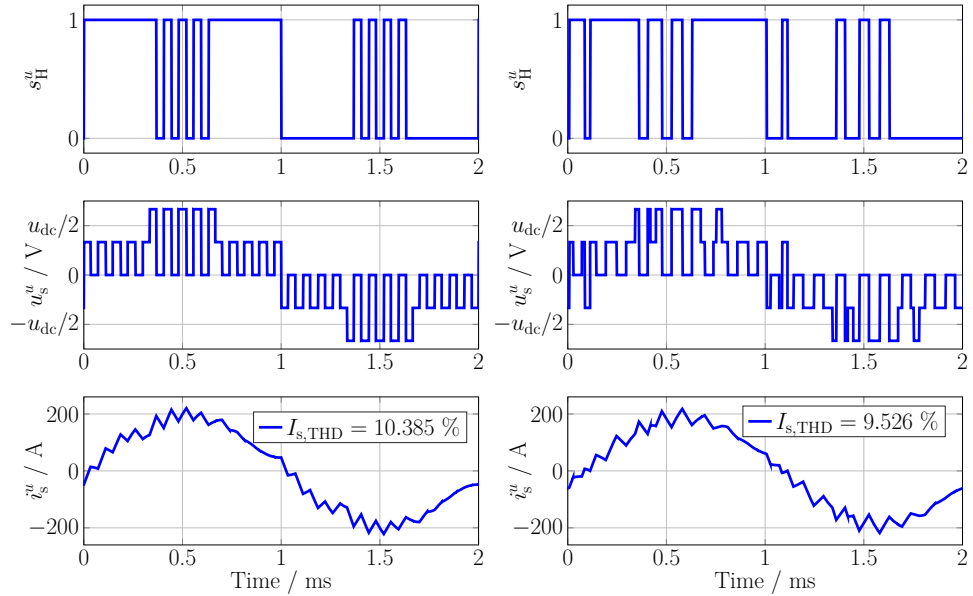 1
0
s_H^u
0 0.5 1 1.5 2
1
0
s_H^u
0 0.5 1 1.5 2
u_dc/2
0
−u_dc/2
u_s^u / V
0 0.5 1 1.5 2
u_dc/2
0
−u_dc/2
u_s^u / V
0 0.5 1 1.5 2
200
0
−200
i_s^u / A
I_s,THD = 10.385 %
0 0.5 1 1.5 2
Time / ms
200
0
−200
i_s^u / A
I_s,THD = 9.526 %
0 0.5 1 1.5 2
Time / ms